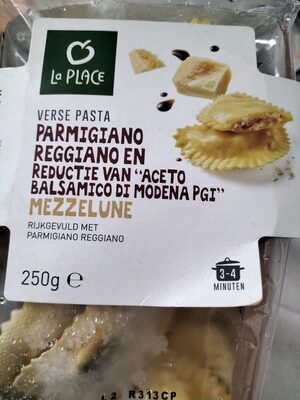 La PLACE
VERSE PASTA
PARMIGIANO
REGGIANO EN
REDUCTIE VAN "ACETO
BALSAMICO DI MODENA PGI"
MEZZELUNE
RIJKGEVULD MET
PARMIGIANO REGGIANO
250g e
3-4
MINUTEN
R313CP